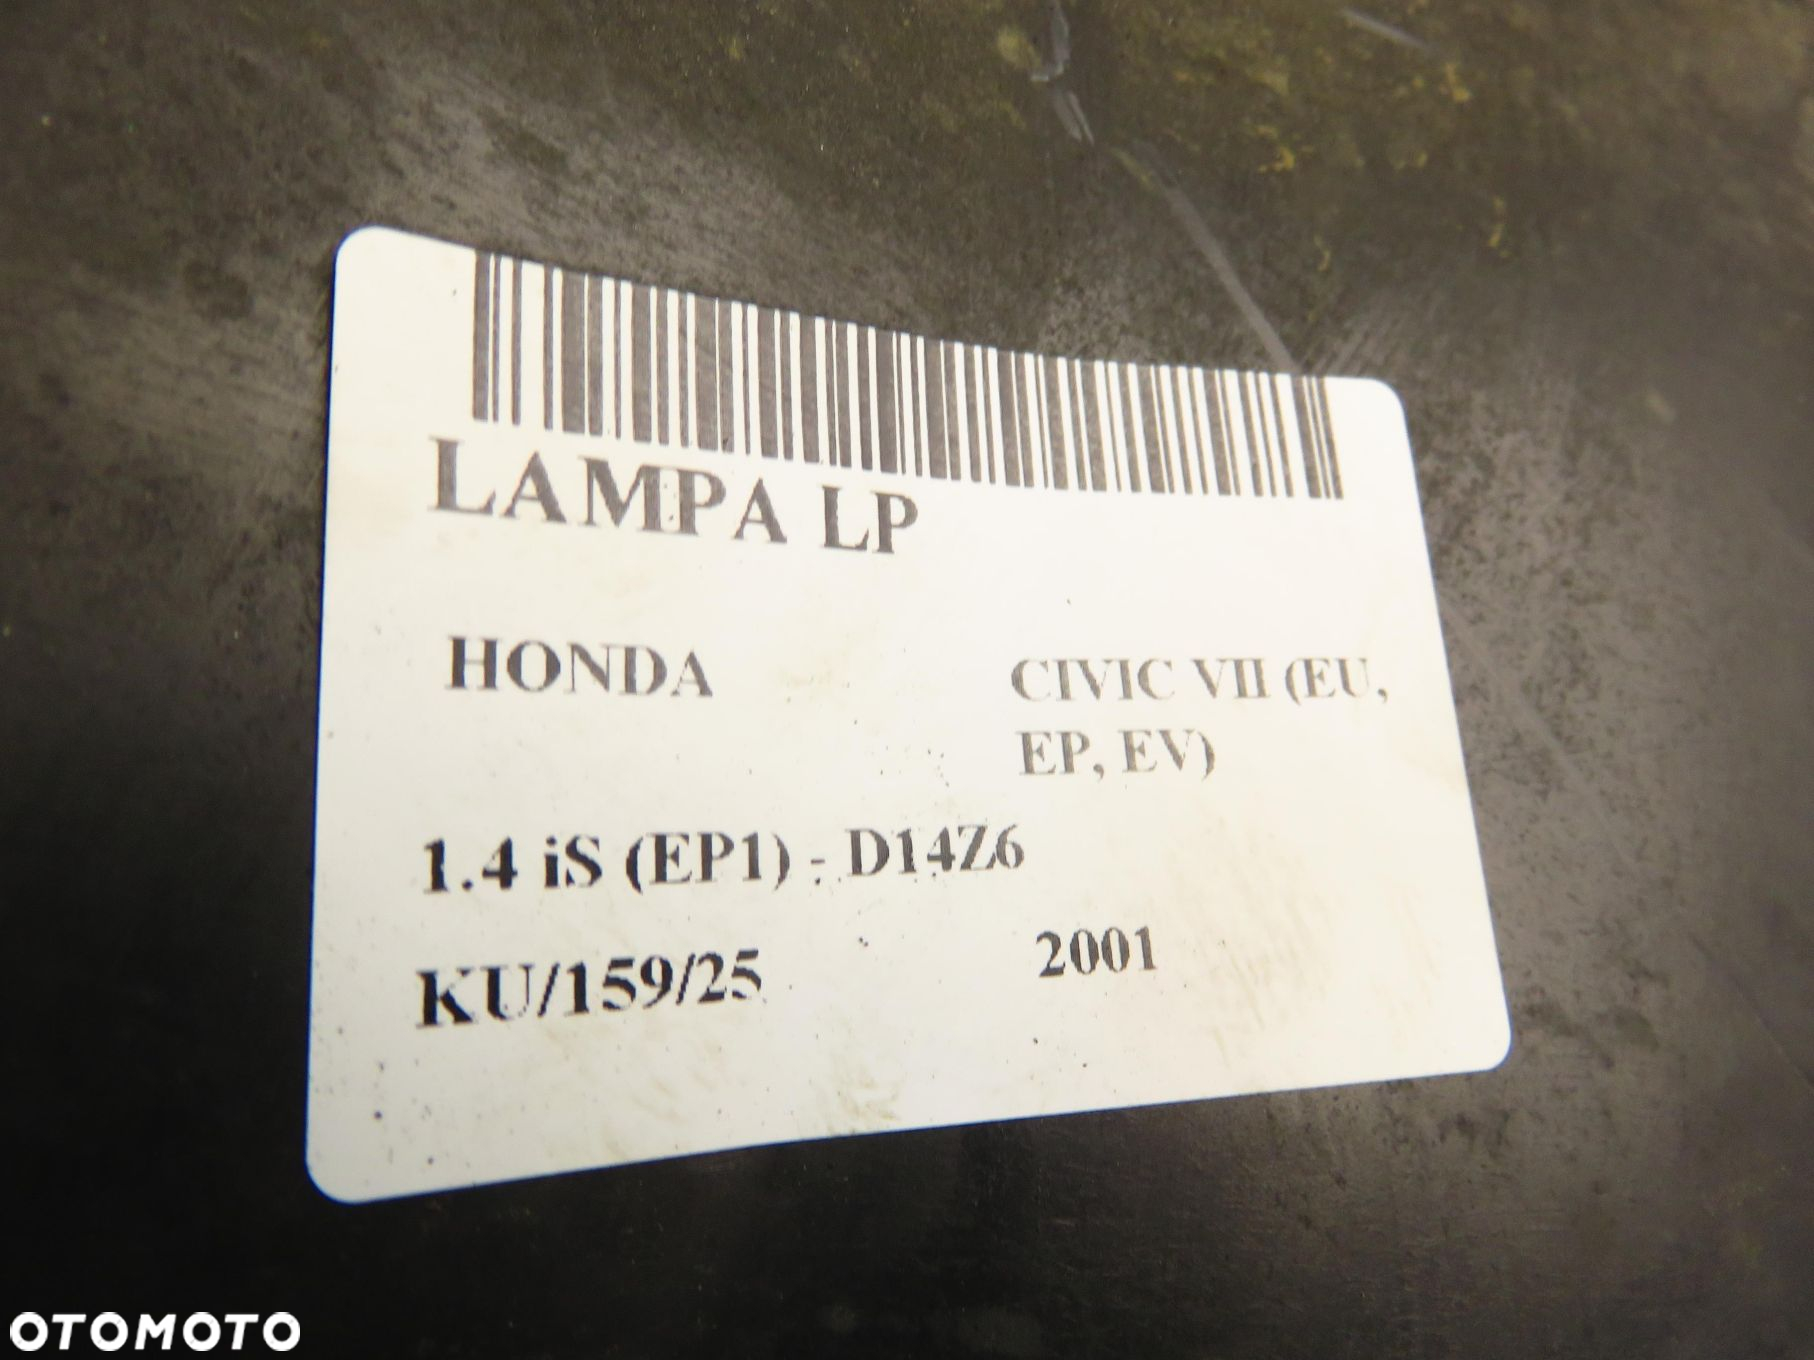 LAMPA LP
HONDA CIVIC VII (EU,
EP, EV)
1.4 iS (EP1) - D14Z6
KU/159/25 2001
OTOMOTO